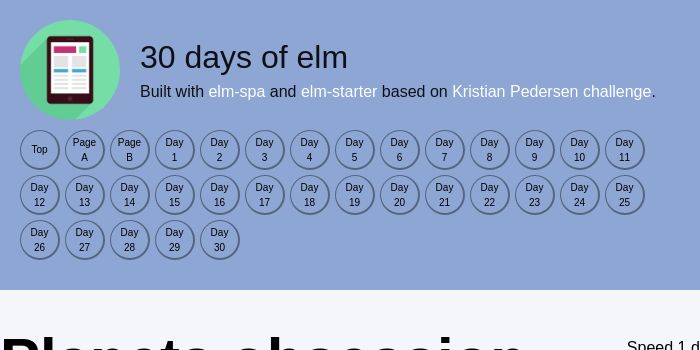 30 days of elm
Built with elm-spa and elm-starter based on Kristian Pedersen challenge.
Top Page A Page B Day 1 Day 2 Day 3 Day 4 Day 5 Day 6 Day 7 Day 8 Day 9 Day 10 Day 11
Day 12 Day 13 Day 14 Day 15 Day 16 Day 17 Day 18 Day 19 Day 20 Day 21 Day 22 Day 23 Day 24 Day 25
Day 26 Day 27 Day 28 Day 29 Day 30
Planets obsession
Speed 1 d